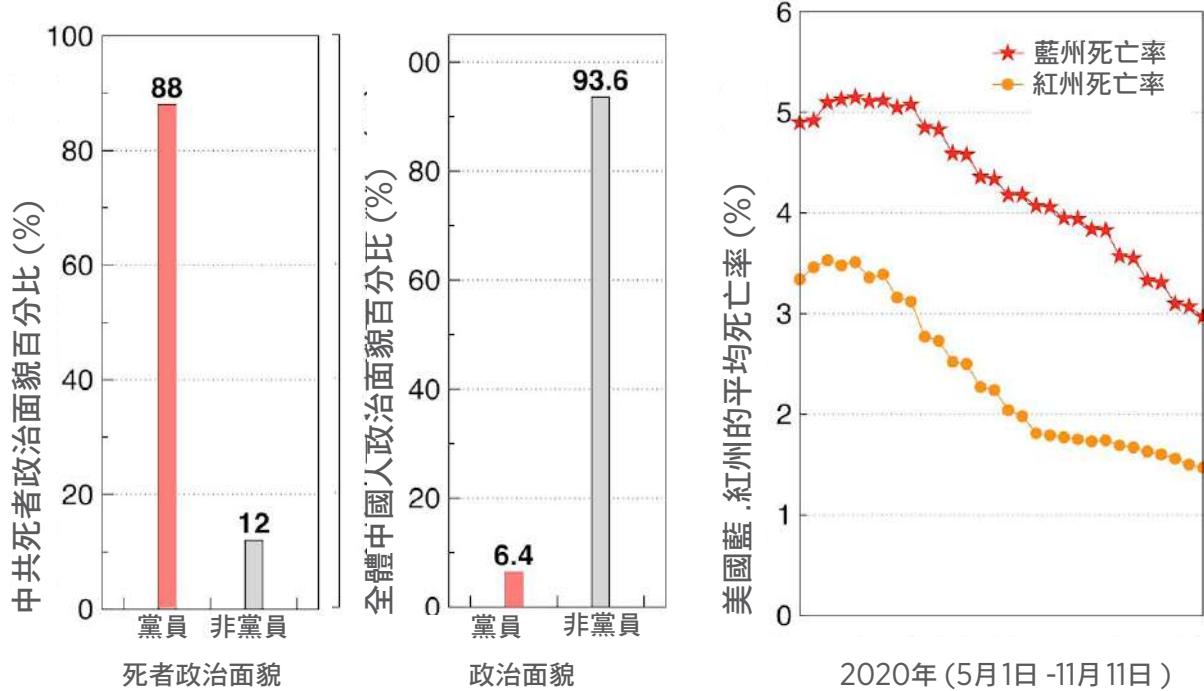 中共死者政治面貌百分比 (%)
100
80
60
40
20
0
88
12
黨員 非黨員
死者政治面貌
全體中國人政治面貌百分比 (%)
00
80
60
40
20
0
93.6
6.4
黨員 非黨員
政治面貌
美國藍 .紅州的平均死亡率 (%)
6
5
4
3
2
1
0
藍州死亡率
紅州死亡率
2020年 (5月1日 -11月11日 )